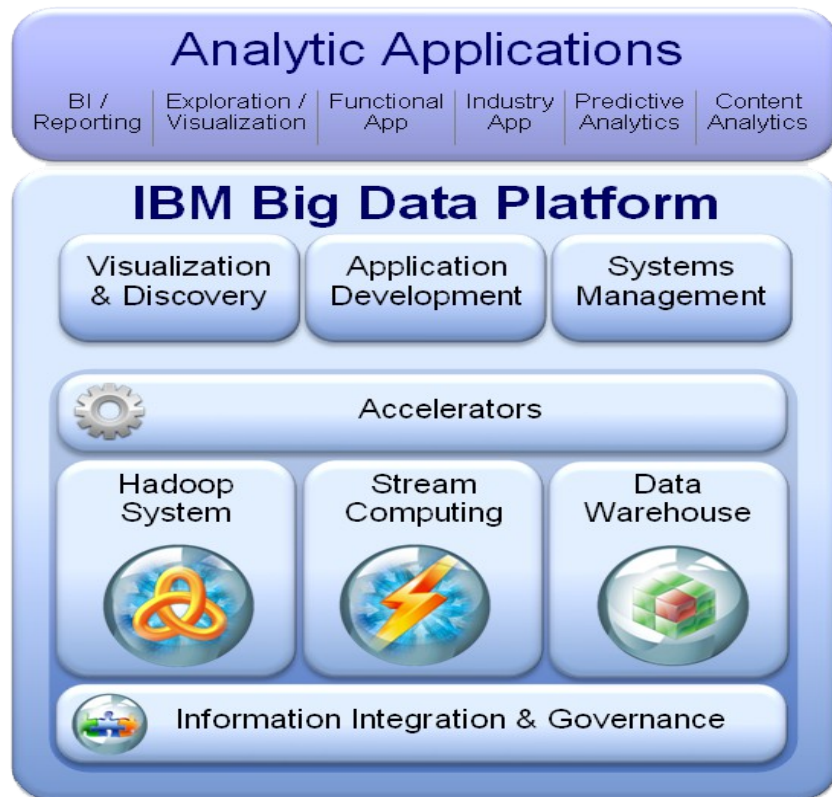 Analytic Applications
BI /
Reporting
Exploration /
Visualization
Functional
App
Industry
App
Predictive
Analytics
Content
Analytics
IBM Big Data Platform
Visualization
& Discovery
Application
Development
Systems
Management
Accelerators
Hadoop
System
Stream
Computing
Data
Warehouse
Information Integration & Governance